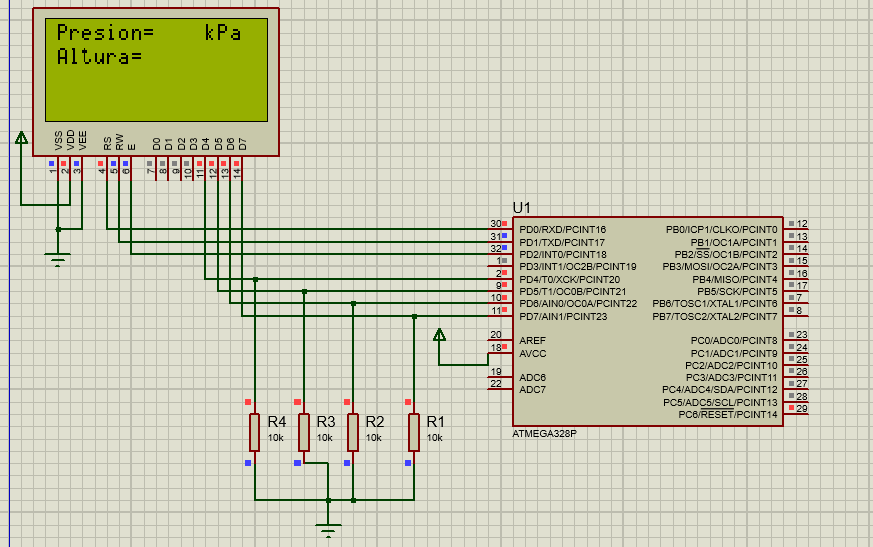 Presion= kPa
Altura=
VSS VDD VEE RS RW E D0 D1 D2 D3 D4 D5 D6 D7
1 2 3 4 5 6 7 8 9 10 11 12 13 14
U1
30 PD0/RXD/PCINT16 PB0/ICP1/CLKO/PCINT0 12
31 PD1/TXD/PCINT17 PB1/OC1A/PCINT1 13
32 PD2/INT0/PCINT18 PB2/SS/OC1B/PCINT2 14
1 PD3/INT1/OC2B/PCINT19 PB3/MOSI/OC2A/PCINT3 15
2 PD4/T0/XCK/PCINT20 PB4/MISO/PCINT4 16
9 PD5/T1/OC0B/PCINT21 PB5/SCK/PCINT5 17
10 PD6/AIN0/OC0A/PCINT22 PB6/TOSC1/XTAL1/PCINT6 7
11 PD7/AIN1/PCINT23 PB7/TOSC2/XTAL2/PCINT7 8
20 AREF PC0/ADC0/PCINT8 23
18 AVCC PC1/ADC1/PCINT9 24
PC2/ADC2/PCINT10 25
19 ADC6 PC3/ADC3/PCINT11 26
22 ADC7 PC4/ADC4/SDA/PCINT12 27
PC5/ADC5/SCL/PCINT13 28
PC6/RESET/PCINT14 29
ATMEGA328P
R4 R3 R2 R1
10k 10k 10k 10k